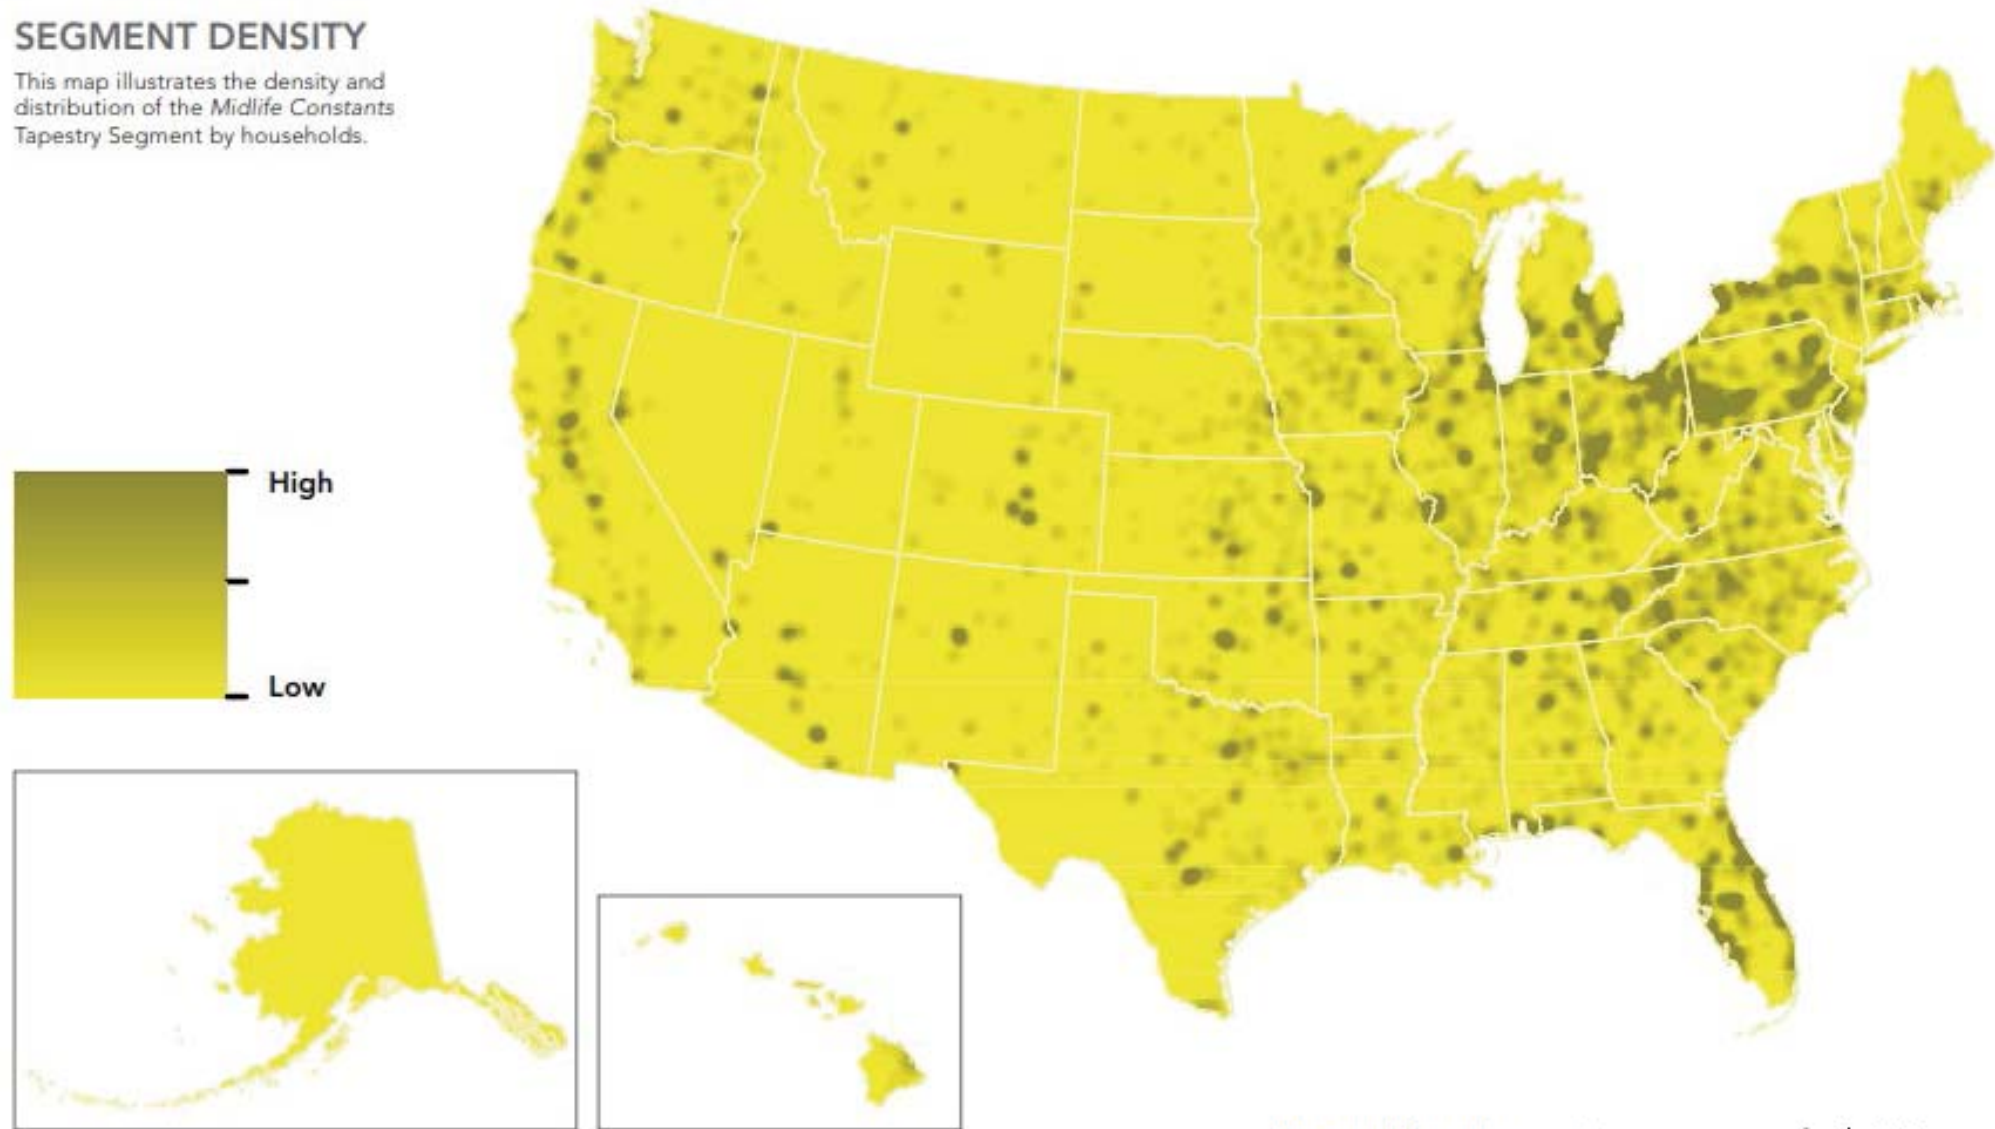 SEGMENT DENSITY
This map illustrates the density and
distribution of the Midlife Constants
Tapestry Segment by households.
High
Low